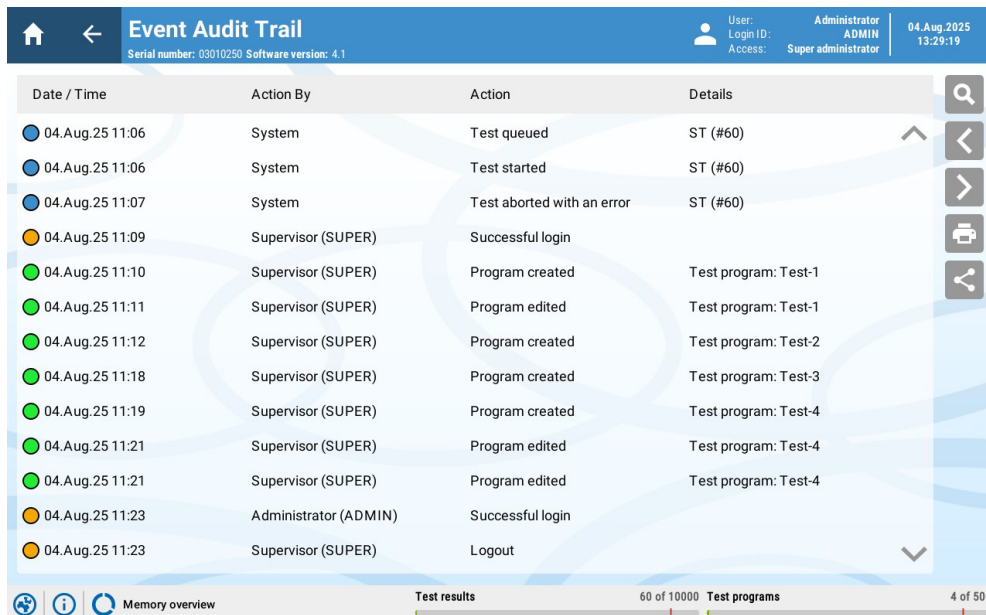 Event Audit Trail
Serial number: 03010250 Software version: 4.1
User: Administrator
Login ID: ADMIN
Access: Super administrator
04.Aug.2025
13:29:19
Date / Time Action By Action Details
04.Aug.25 11:06 System Test queued ST (#60)
04.Aug.25 11:06 System Test started ST (#60)
04.Aug.25 11:07 System Test aborted with an error ST (#60)
04.Aug.25 11:09 Supervisor (SUPER) Successful login
04.Aug.25 11:10 Supervisor (SUPER) Program created Test program: Test-1
04.Aug.25 11:11 Supervisor (SUPER) Program edited Test program: Test-1
04.Aug.25 11:12 Supervisor (SUPER) Program created Test program: Test-2
04.Aug.25 11:18 Supervisor (SUPER) Program created Test program: Test-3
04.Aug.25 11:19 Supervisor (SUPER) Program created Test program: Test-4
04.Aug.25 11:21 Supervisor (SUPER) Program edited Test program: Test-4
04.Aug.25 11:21 Supervisor (SUPER) Program edited Test program: Test-4
04.Aug.25 11:23 Administrator (ADMIN) Successful login
04.Aug.25 11:23 Supervisor (SUPER) Logout
Memory overview
Test results 60 of 10000
Test programs 4 of 50